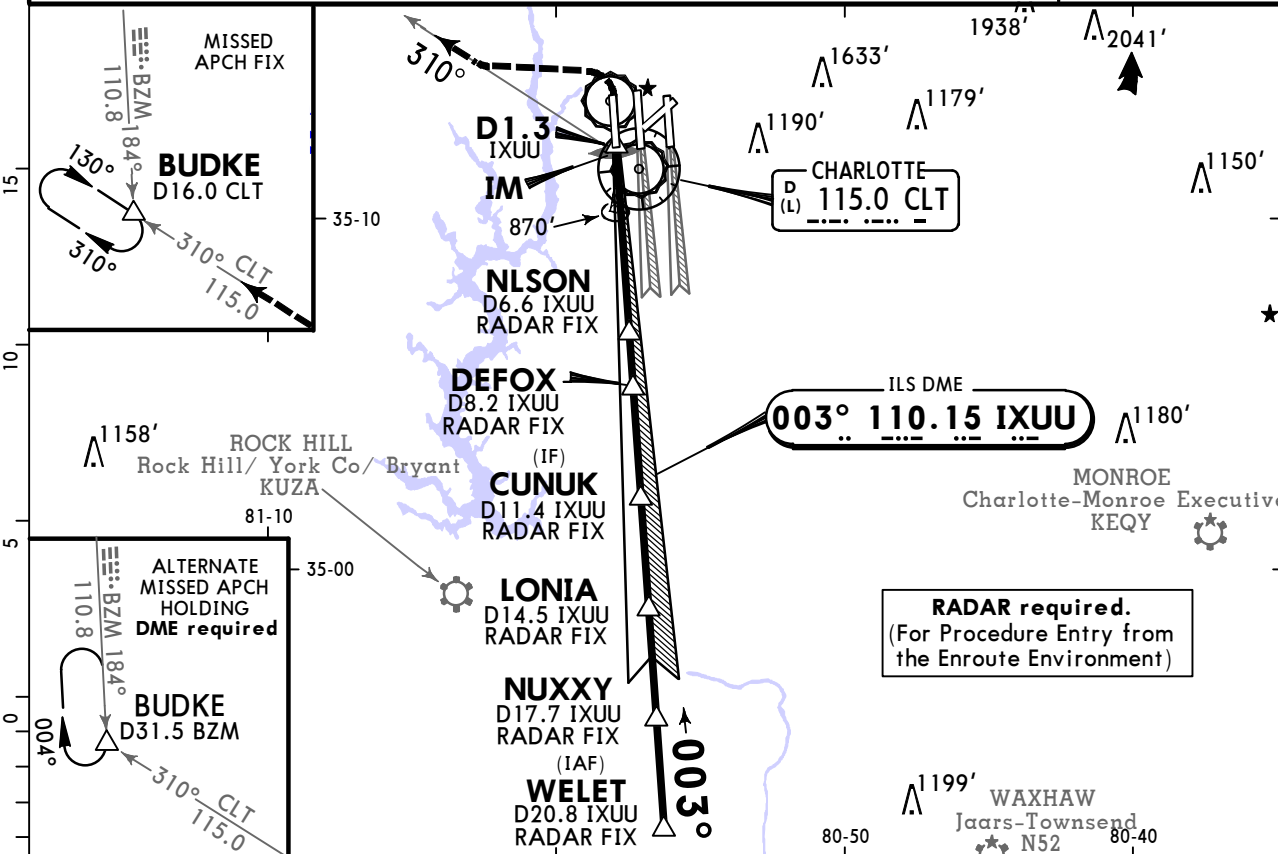 MISSED
APCH FIX
BZM
110.8
184°
BUDKE
D16.0 CLT
130°
310°
310° CLT
115.0
310°
D1.3
IXUU
IM
870'
1938'
2041'
1633'
1179'
1190'
1150'
CHARLOTTE
D
(L)
115.0 CLT
15
35-10
NLSON
D6.6 IXUU
RADAR FIX
10
DEFOX
D8.2 IXUU
RADAR FIX
ILS DME
003° 110.15 IXUU
1180'
1158'
ROCK HILL
Rock Hill/ York Co/ Bryant
KUZA
(IF)
CUNUK
D11.4 IXUU
RADAR FIX
MONROE
Charlotte-Monroe Executive
KEQY
81-10
5
35-00
ALTERNATE
MISSED APCH
HOLDING
DME required
BZM
110.8
184°
BUDKE
D31.5 BZM
004°
310° CLT
115.0
LONIA
D14.5 IXUU
RADAR FIX
RADAR required.
(For Procedure Entry from
the Enroute Environment)
NUXXY
D17.7 IXUU
RADAR FIX
0
003°
(IAF)
WELET
D20.8 IXUU
RADAR FIX
1199'
WAXHAW
Jaars-Townsend
N52
80-50
80-40